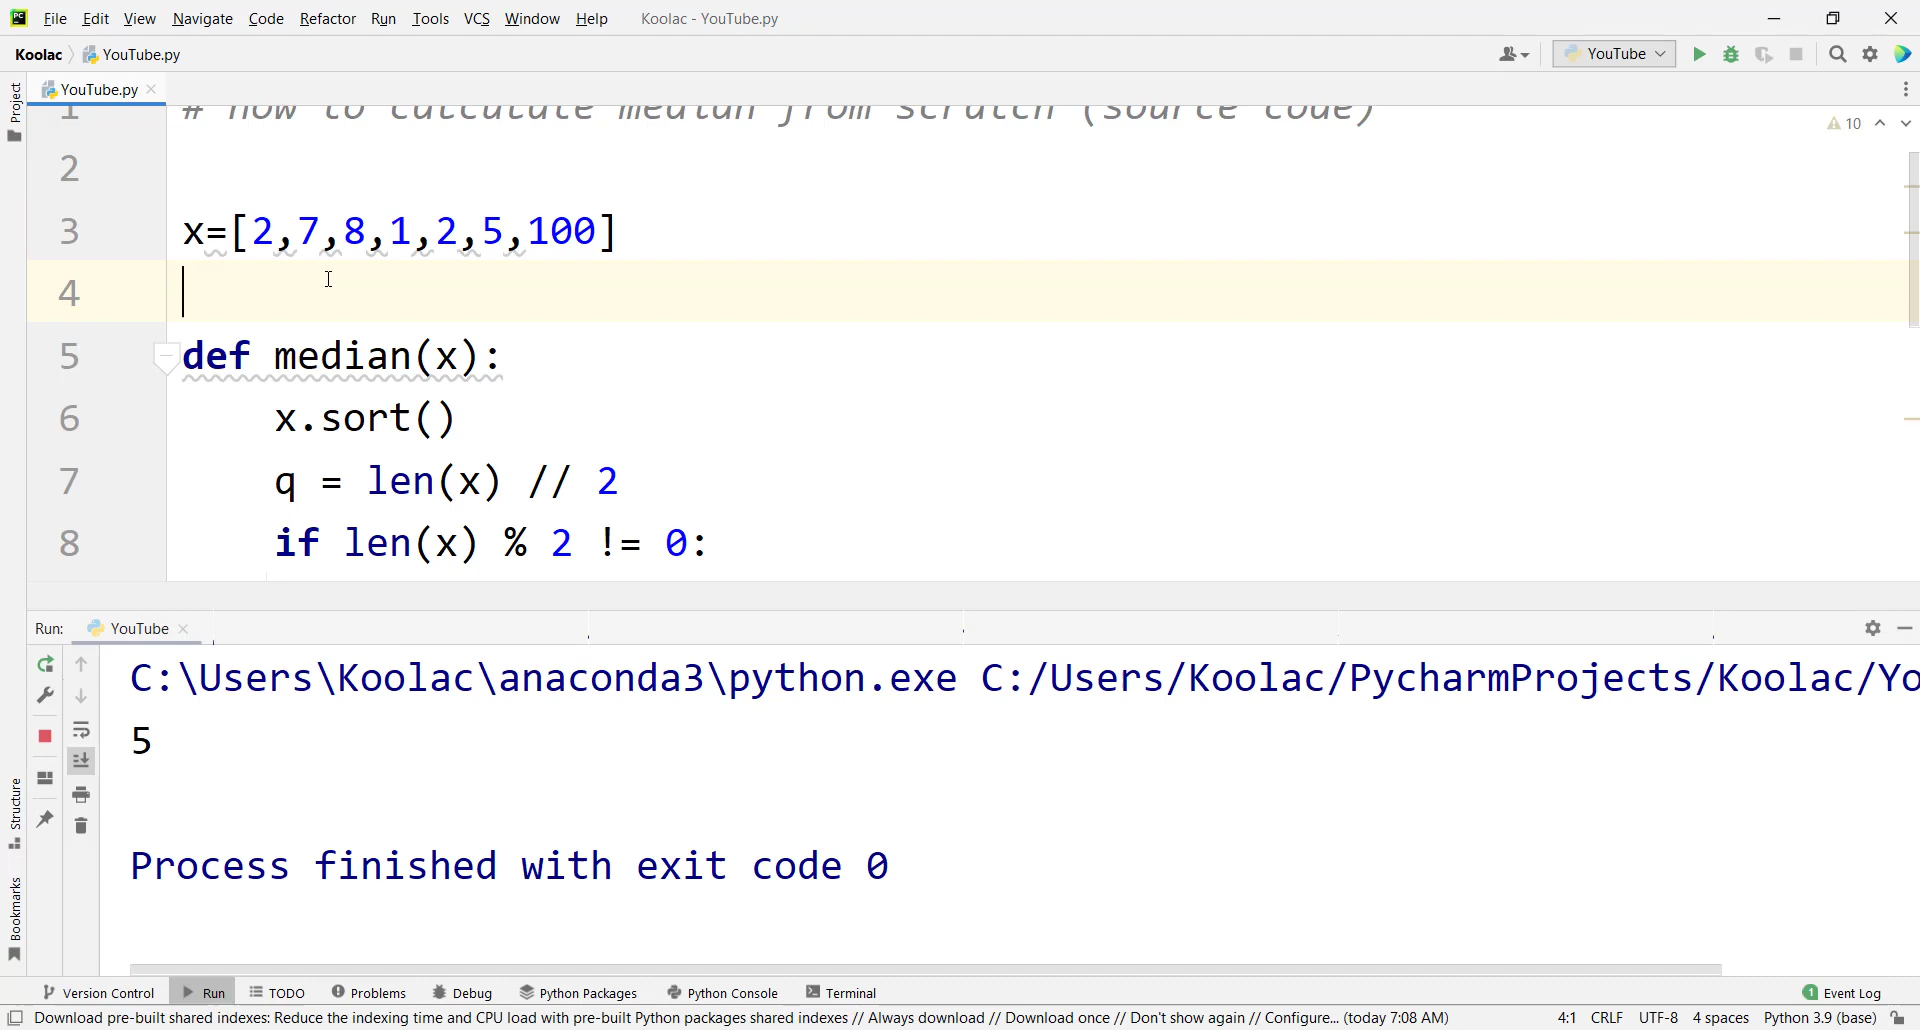 File Edit View Navigate Code Refactor Run Tools VCS Window Help Koolac - YouTube.py
Koolac YouTube.py YouTube
Project
YouTube.py
1 # how to calculate median from scratch (source code)
10
2
3 x=[2,7,8,1,2,5,100]
4
5 def median(x):
6 x.sort()
7 q = len(x) // 2
8 if len(x) % 2 != 0:
Run: YouTube
C:\Users\Koolac\anaconda3\python.exe C:/Users/Koolac/PycharmProjects/Koolac/Yo
5
Process finished with exit code 0
Structure
Bookmarks
Version Control Run TODO Problems Debug Python Packages Python Console Terminal 1 Event Log
Download pre-built shared indexes: Reduce the indexing time and CPU load with pre-built Python packages shared indexes // Always download // Download once // Don't show again // Configure... (today 7:08 AM) 4:1 CRLF UTF-8 4 spaces Python 3.9 (base)